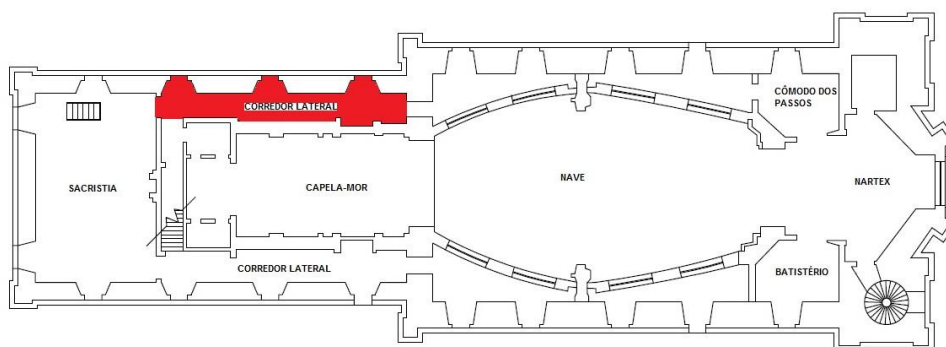 CORREDOR LATERAL
CÔMODO DOS
PASSOS
SACRISTIA
CAPELA-MOR
NAVE
NARTEX
CORREDOR LATERAL
BATISTÉRIO